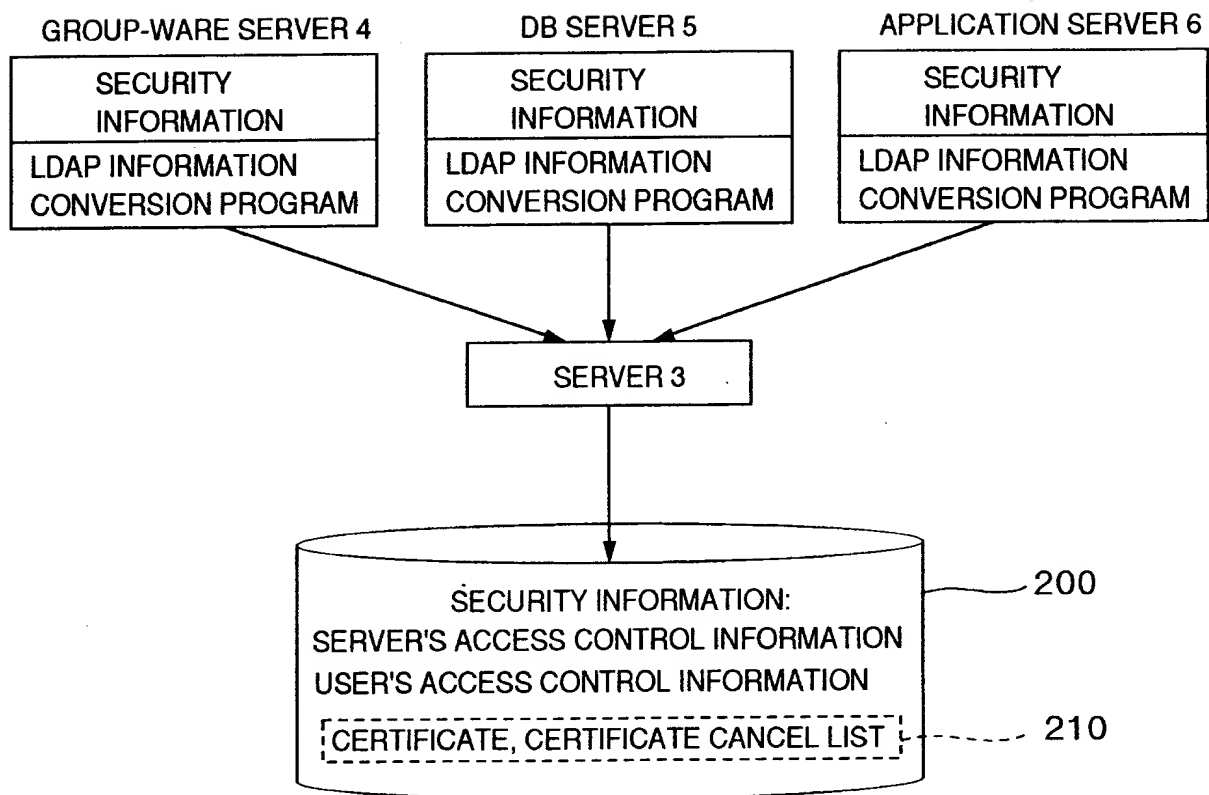 GROUP-WARE SERVER 4
SECURITY
INFORMATION
LDAP INFORMATION
CONVERSION PROGRAM
DB SERVER 5
SECURITY
INFORMATION
LDAP INFORMATION
CONVERSION PROGRAM
APPLICATION SERVER 6
SECURITY
INFORMATION
LDAP INFORMATION
CONVERSION PROGRAM
SERVER 3
SECURITY INFORMATION:
SERVER'S ACCESS CONTROL INFORMATION
USER'S ACCESS CONTROL INFORMATION
CERTIFICATE, CERTIFICATE CANCEL LIST
200
210